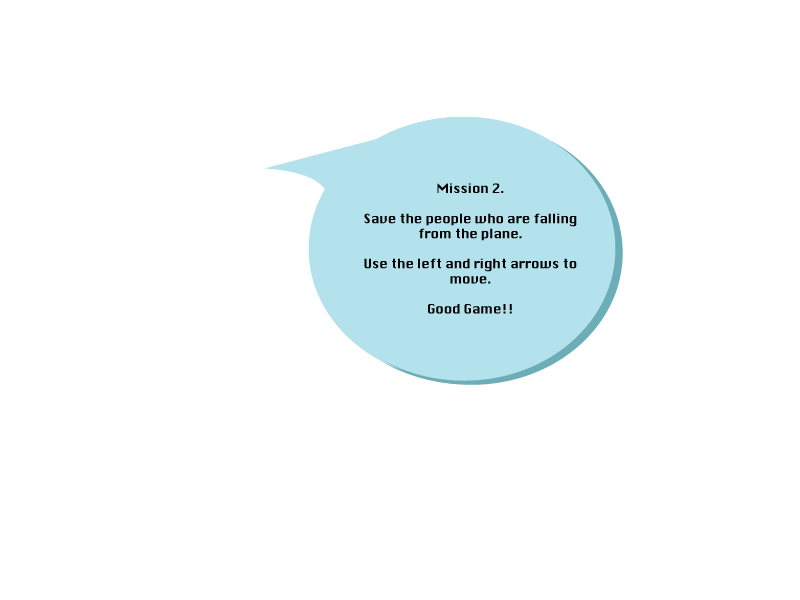 Mission 2.
Save the people who are falling
from the plane.
Use the left and right arrows to
move.
Good Game!!